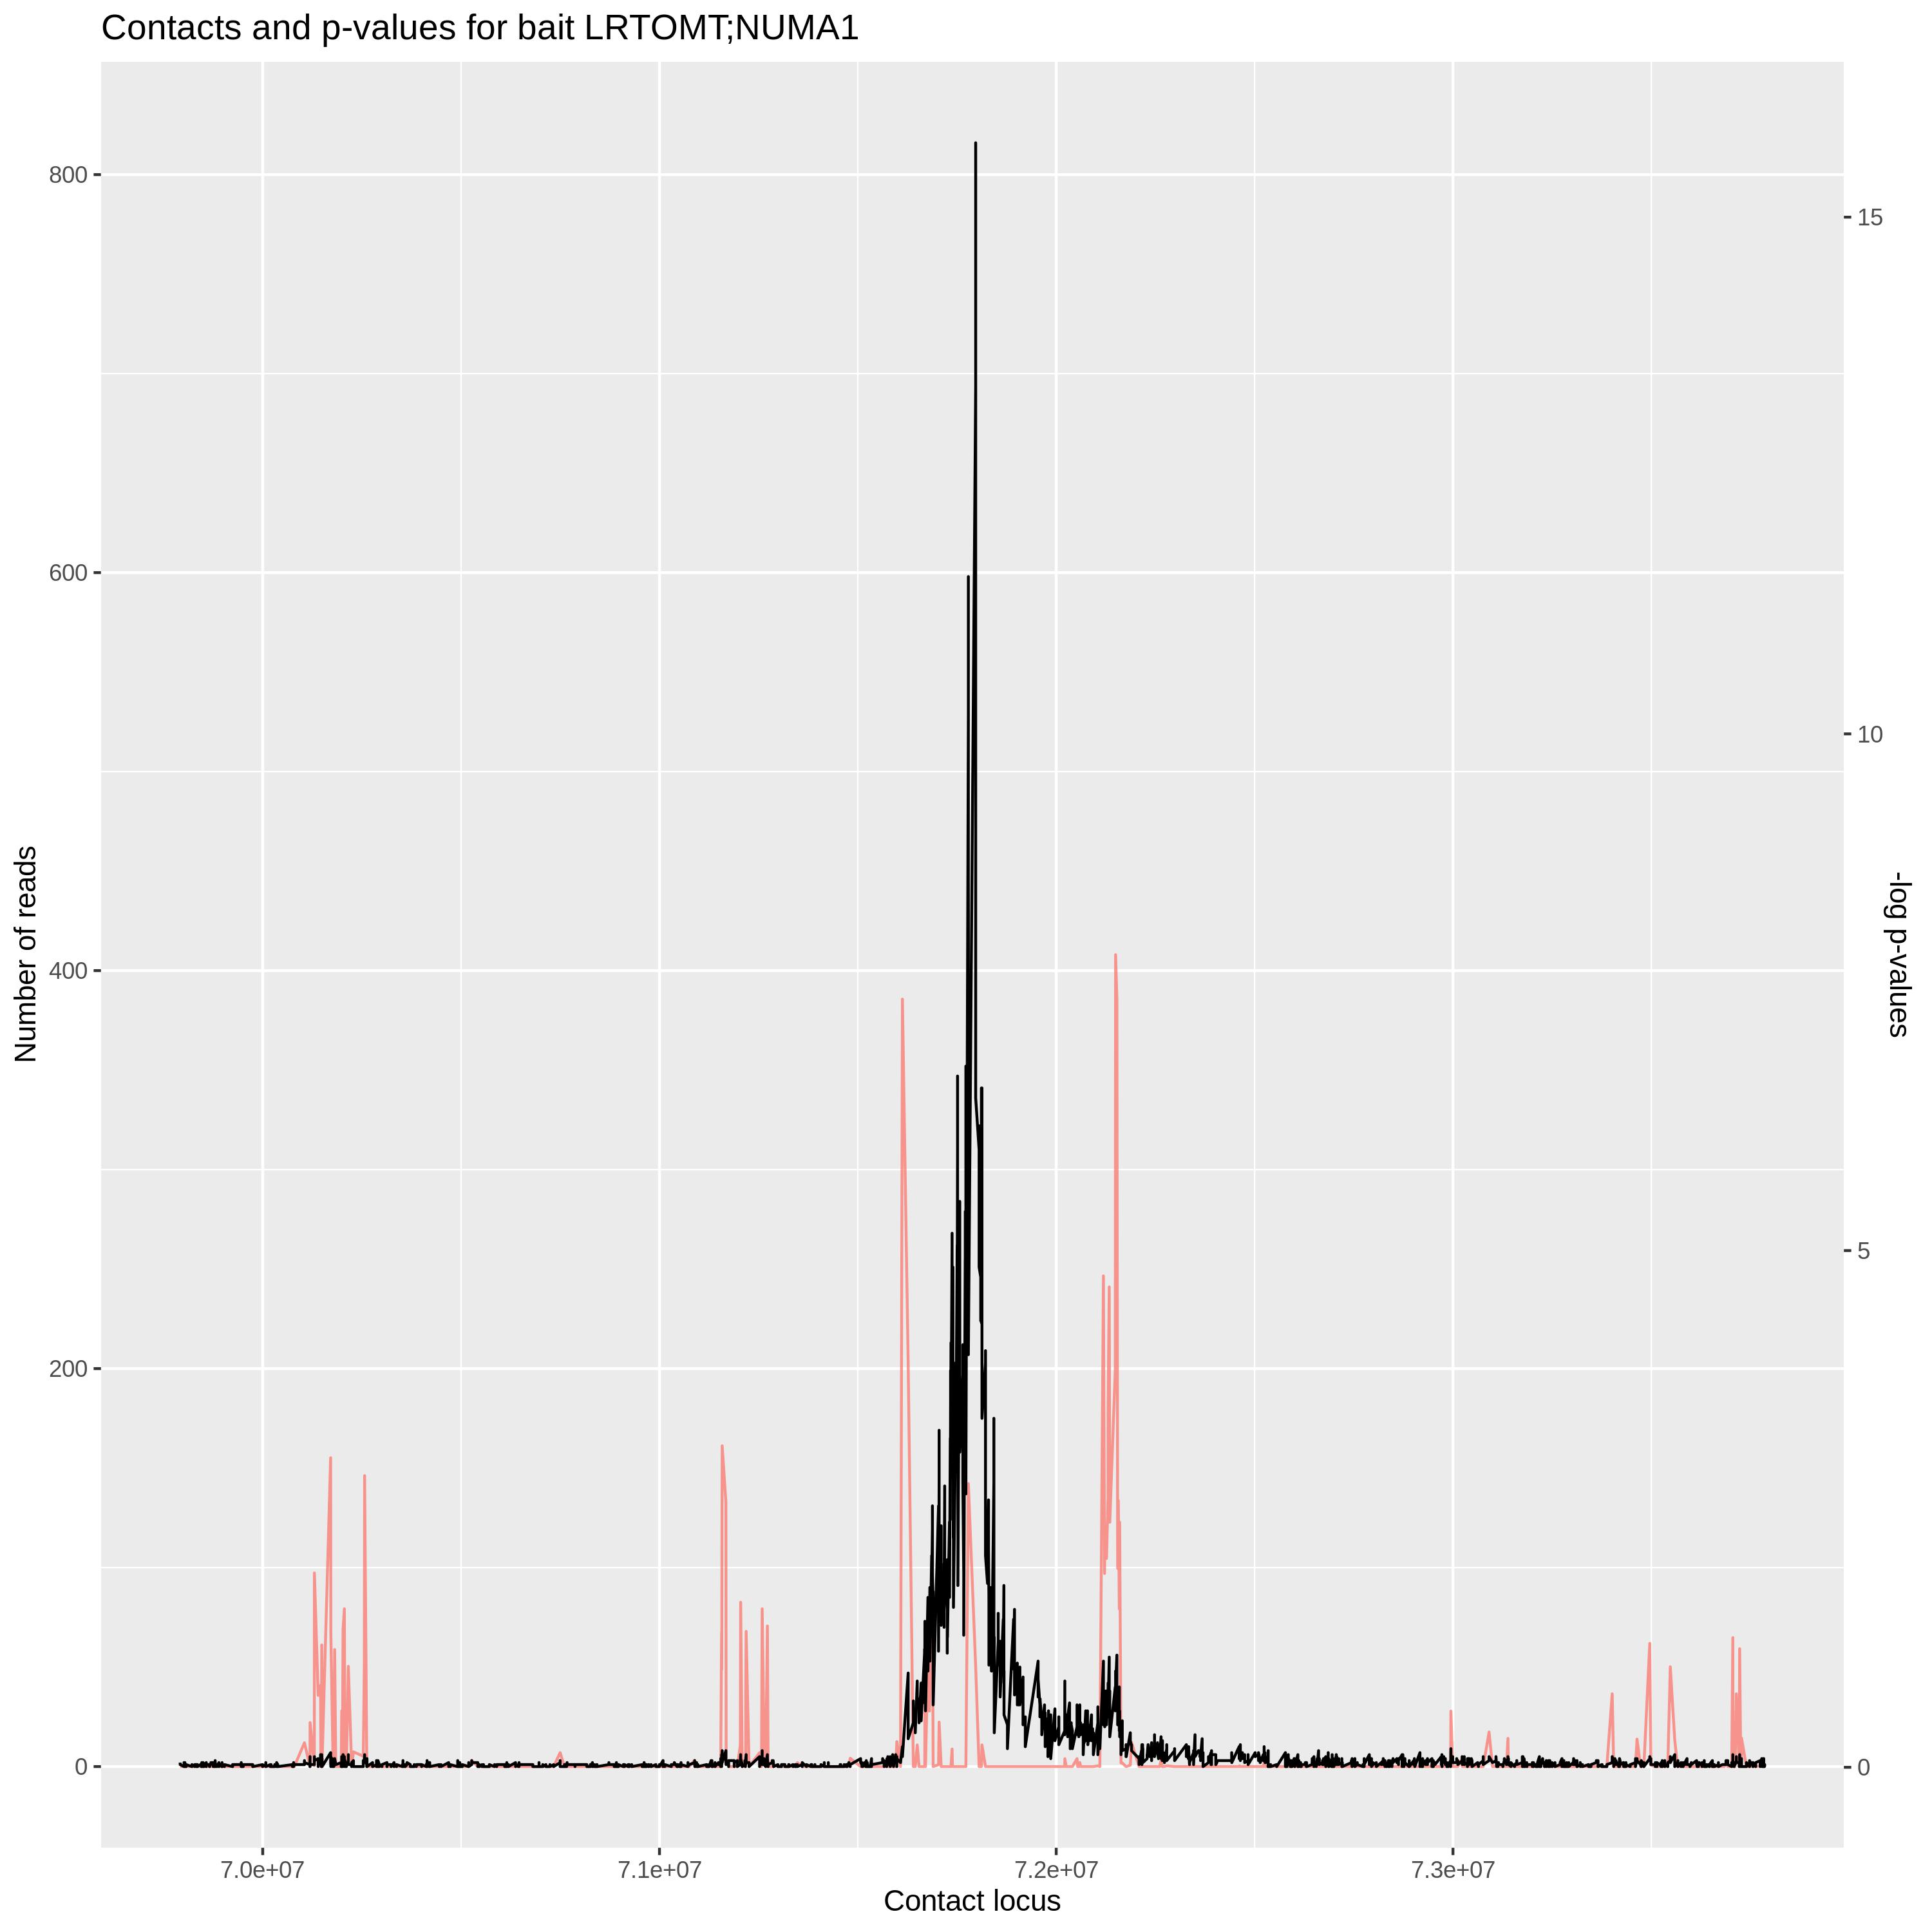 Contacts and p-values for bait LRTOMT;NUMA1
800
600
400
200
0
Number of reads
15
10
5
0
-log p-values
7.0e+07 7.1e+07 7.2e+07 7.3e+07
Contact locus